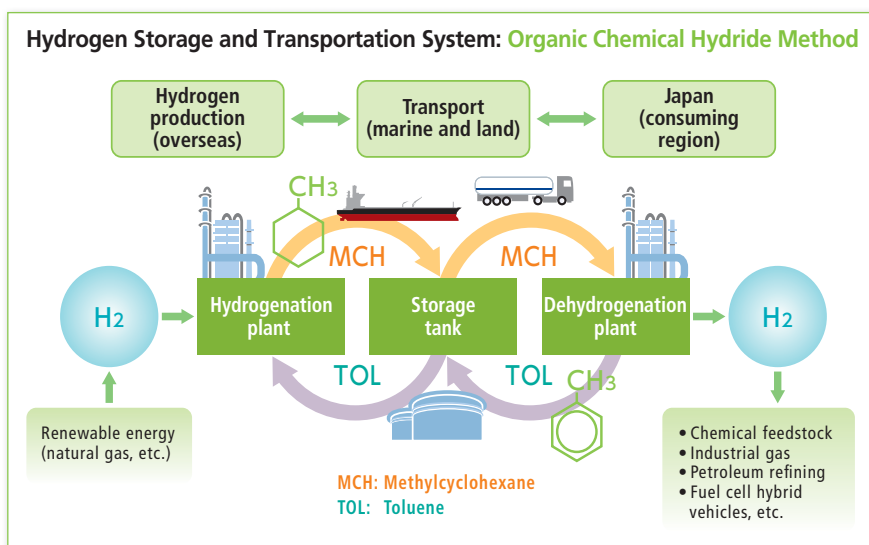 Hydrogen Storage and Transportation System: Organic Chemical Hydride Method
Hydrogen
production
(overseas)
Transport
(marine and land)
Japan
(consuming
region)
CH3
MCH
MCH
H2
Hydrogenation
plant
Storage
tank
Dehydrogenation
plant
H2
TOL
TOL
CH3
Renewable energy
(natural gas, etc.)
• Chemical feedstock
• Industrial gas
• Petroleum refining
• Fuel cell hybrid
vehicles, etc.
MCH: Methylcyclohexane
TOL: Toluene